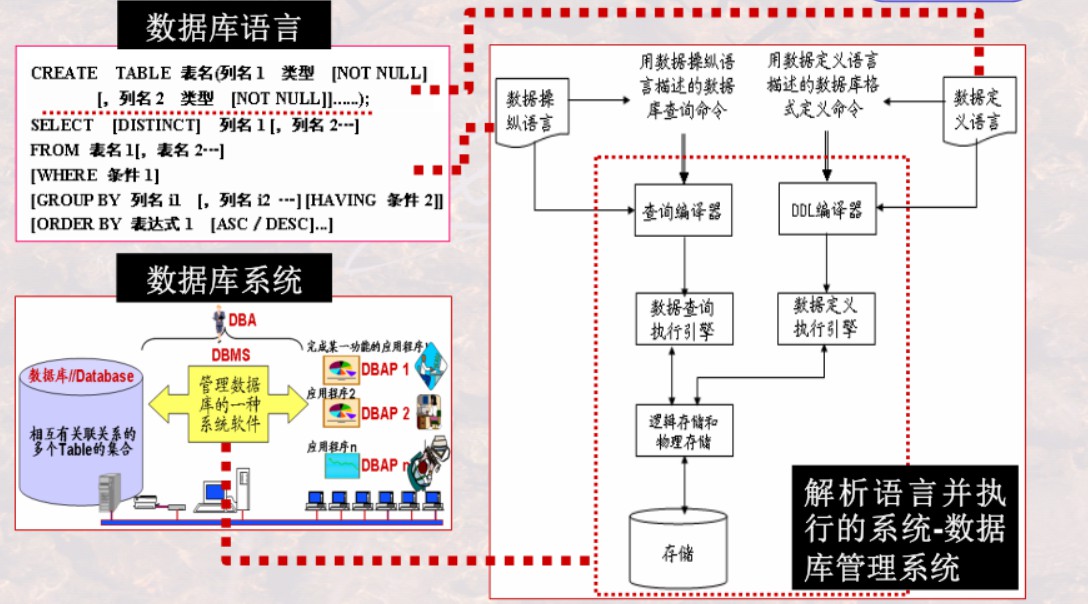 数据库语言
CREATE TABLE 表名(列名1 类型 [NOT NULL]
[, 列名2 类型 [NOT NULL]]……);
SELECT [DISTINCT] 列名1 [, 列名2…]
FROM 表名1[, 表名2…]
[WHERE 条件1]
[GROUP BY 列名i1 [, 列名i2 …] [HAVING 条件2]]
[ORDER BY 表达式1 [ASC / DESC]…]
数据库系统
DBA
DBMS
数据库//Database
相互有关联关系的
多个Table的集合
管理数据
库的一种
系统软件
完成某一功能的应用程序1
DBAP 1
应用程序2
DBAP 2
应用程序n
DBAP n
数据操
纵语言
用数据操纵语
言描述的数据
库查询命令
用数据定义语言
描述的数据库格
式定义命令
数据定
义语言
查询编译器
DDL编译器
数据查询
执行引擎
数据定义
执行引擎
逻辑存储和
物理存储
存储
解析语言并执
行的系统-数据
库管理系统